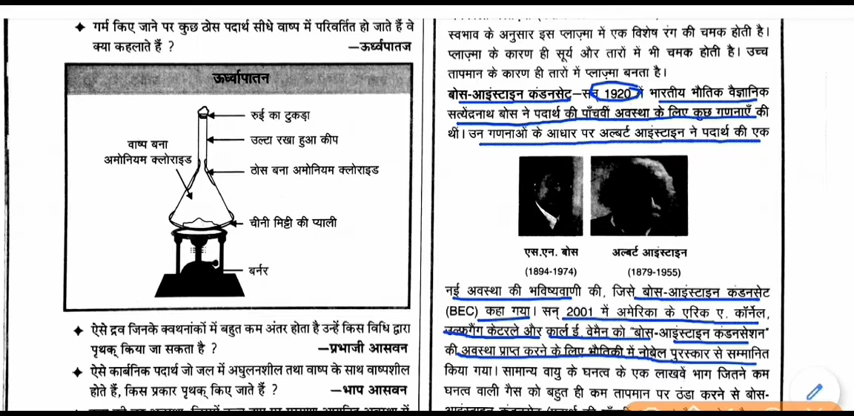 गर्म किए जाने पर कुछ ठोस पदार्थ सीधे वाष्प में परिवर्तित हो जाते हैं वे
क्या कहलाते हैं ? —ऊर्ध्वपातज
ऊर्ध्वापातन
रुई का टुकड़ा
उल्टा रखा हुआ कीप
वाष्प बना
अमोनियम क्लोराइड
ठोस बना अमोनियम क्लोराइड
चीनी मिट्टी की प्याली
बर्नर
ऐसे द्रव जिनके क्वथनांकों में बहुत कम अंतर होता है उन्हें किस विधि द्वारा
पृथक् किया जा सकता है ? —प्रभाजी आसवन
ऐसे कार्बनिक पदार्थ जो जल में अघुलनशील तथा वाष्प के साथ वाष्पशील
होते हैं, किस प्रकार पृथक् किए जाते हैं ? —भाप आसवन
स्वभाव के अनुसार इस प्लाज़्मा में एक विशेष रंग की चमक होती है।
प्लाज़्मा के कारण ही सूर्य और तारों में भी चमक होती है। उच्च
तापमान के कारण ही तारों में प्लाज़्मा बनता है।
बोस-आइंस्टाइन कंडनसेट—सन् 1920 में भारतीय भौतिक वैज्ञानिक
सत्येंद्रनाथ बोस ने पदार्थ की पाँचवीं अवस्था के लिए कुछ गणनाएँ की
थीं। उन गणनाओं के आधार पर अल्बर्ट आइंस्टाइन ने पदार्थ की एक
एस.एन. बोस अल्बर्ट आइंस्टाइन
(1894-1974) (1879-1955)
नई अवस्था की भविष्यवाणी की, जिसे बोस-आइंस्टाइन कंडनसेट
(BEC) कहा गया। सन् 2001 में अमेरिका के एरिक ए. कॉर्नेल,
उल्फगैंग केटरले और कार्ल ई. वेमैन को "बोस-आइंस्टाइन कंडनसेशन"
की अवस्था प्राप्त करने के लिए भौतिकी में नोबेल पुरस्कार से सम्मानित
किया गया। सामान्य वायु के घनत्व के एक लाखवें भाग जितने कम
घनत्व वाली गैस को बहुत ही कम तापमान पर ठंडा करने से बोस-